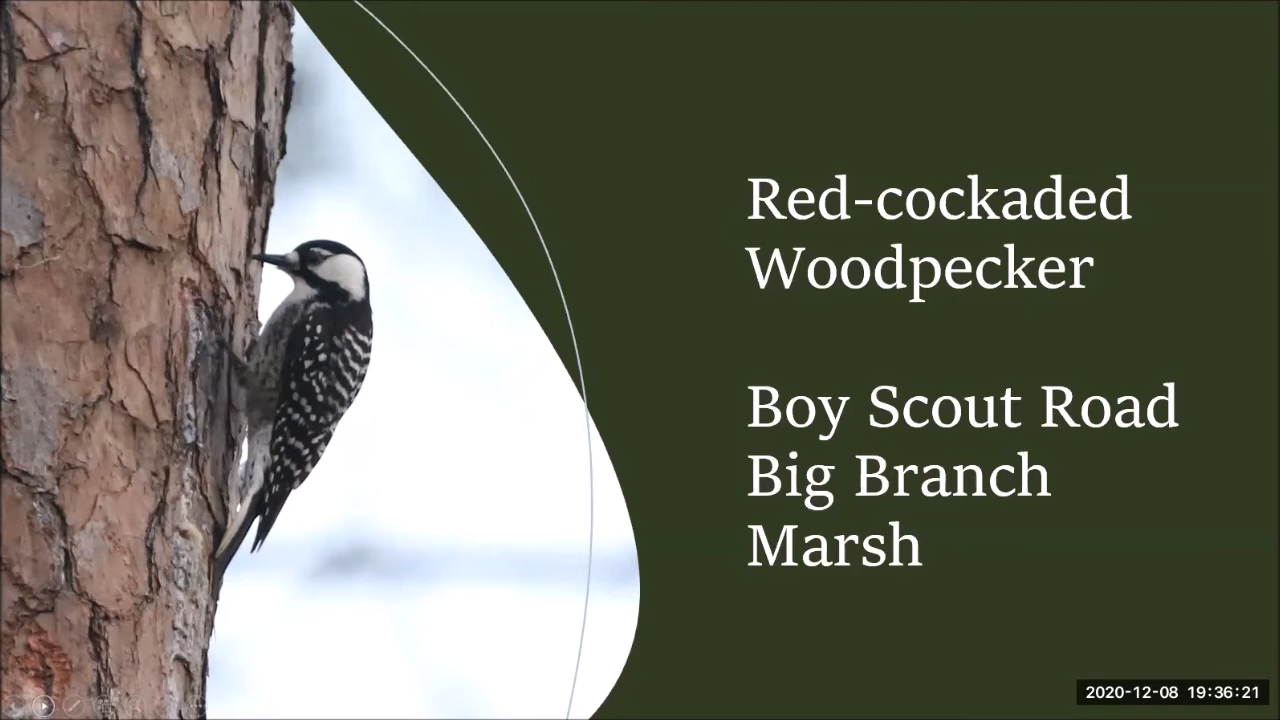 Red-cockaded
Woodpecker
Boy Scout Road
Big Branch
Marsh
2020-12-08 19:36:21